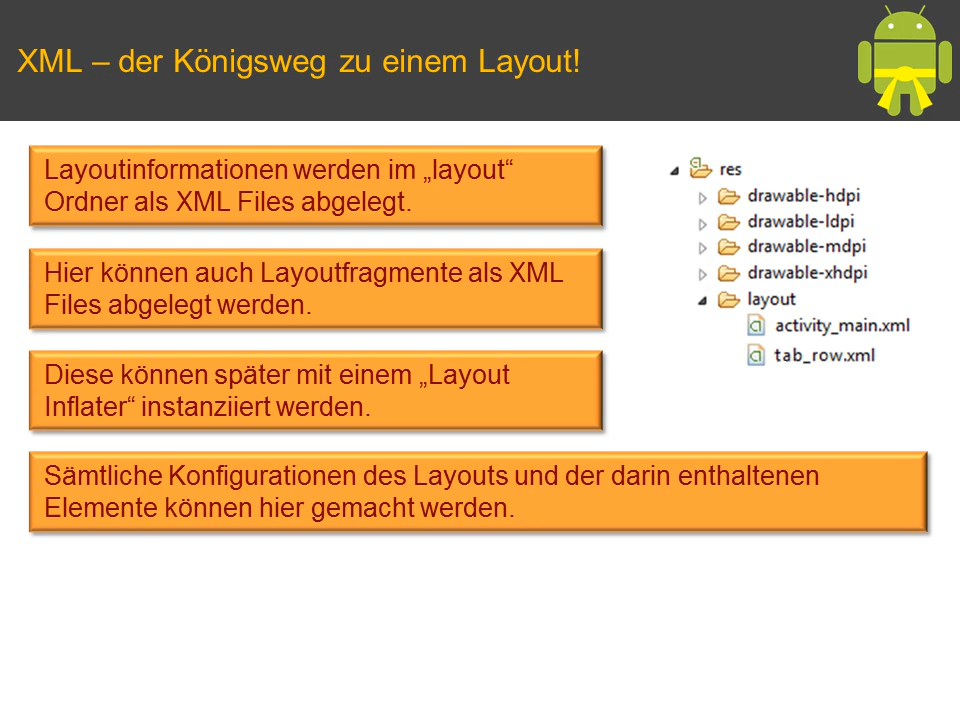 XML – der Königsweg zu einem Layout!
Layoutinformationen werden im „layout“
Ordner als XML Files abgelegt.
Hier können auch Layoutfragmente als XML
Files abgelegt werden.
Diese können später mit einem „Layout
Inflater“ instanziiert werden.
Sämtliche Konfigurationen des Layouts und der darin enthaltenen
Elemente können hier gemacht werden.
res
drawable-hdpi
drawable-ldpi
drawable-mdpi
drawable-xhdpi
layout
activity_main.xml
tab_row.xml